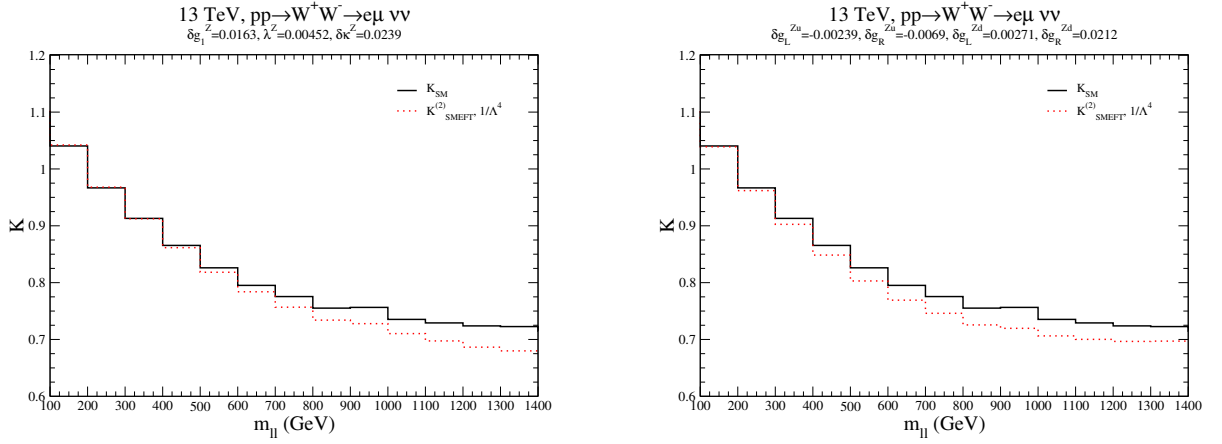 13 TeV, pp→W⁺W⁻→eμ νν
δg₁ᶻ=0.0163, λᶻ=0.00452, δκᶻ=0.0239
1.2
1.1
1
0.9
0.8
0.7
0.6
K
K_SM
K^(2)_SMEFT, 1/Λ⁴
100 200 300 400 500 600 700 800 900 1000 1100 1200 1300 1400
m_ll (GeV)
13 TeV, pp→W⁺W⁻→eμ νν
δg_L^Zu=-0.00239, δg_R^Zu=-0.0069, δg_L^Zd=0.00271, δg_R^Zd=0.0212
1.2
1.1
1
0.9
0.8
0.7
0.6
K
K_SM
K^(2)_SMEFT, 1/Λ⁴
100 200 300 400 500 600 700 800 900 1000 1100 1200 1300 1400
m_ll (GeV)